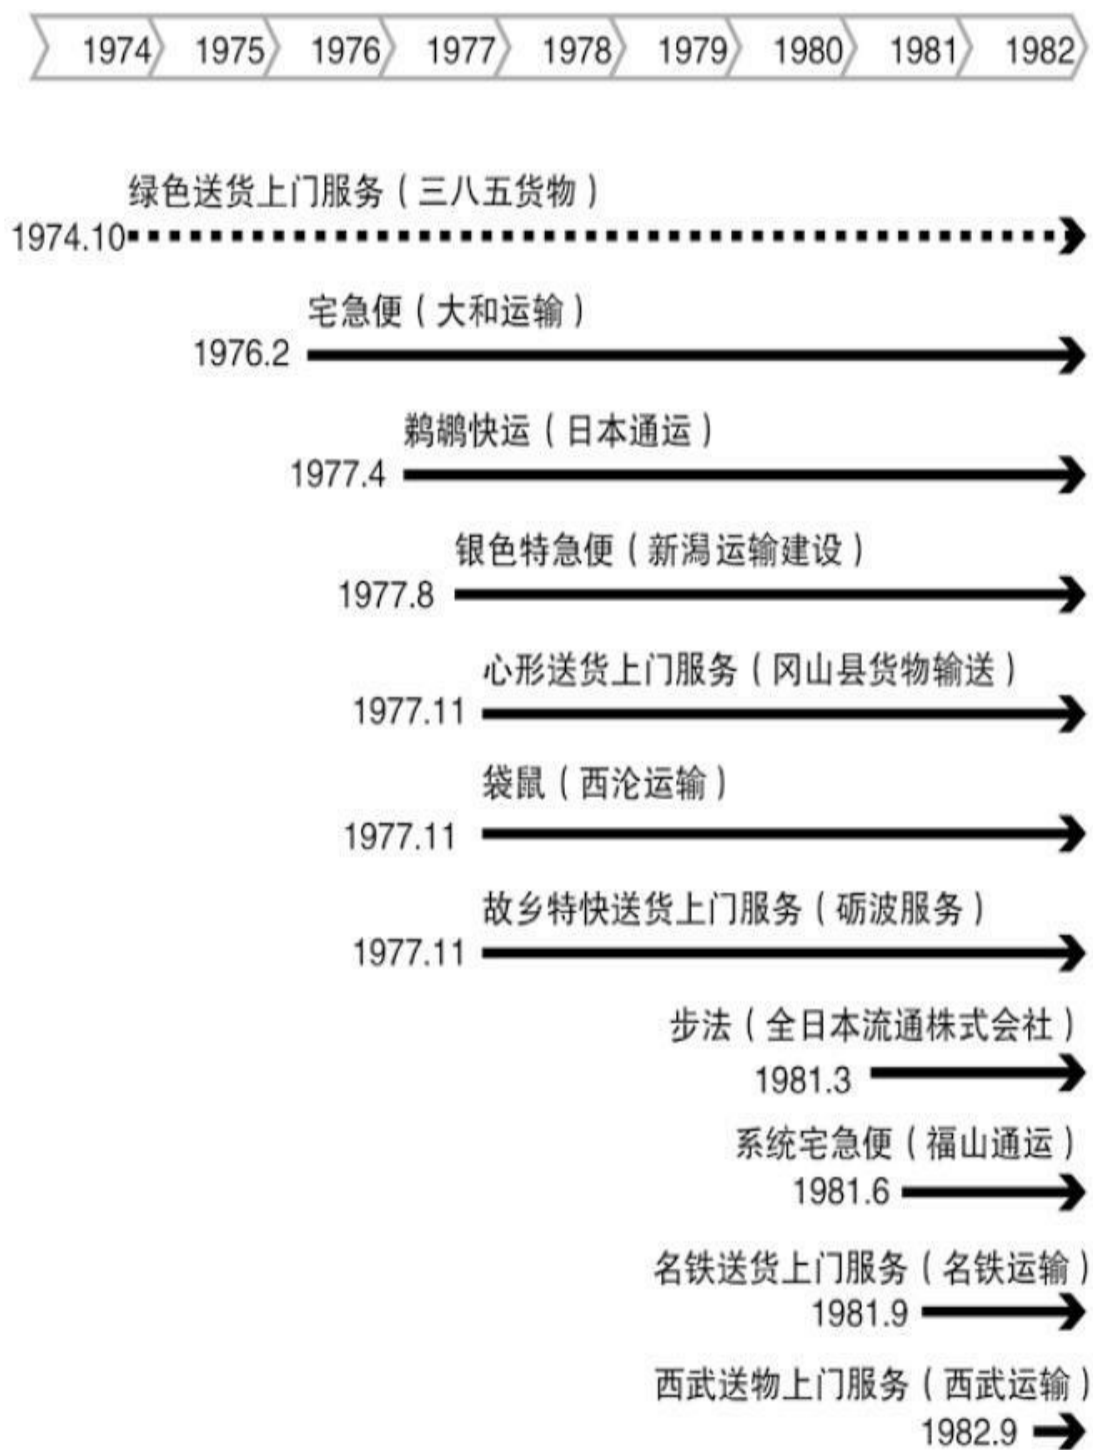 1974 1975 1976 1977 1978 1979 1980 1981 1982
绿色送货上门服务（三八五货物）
1974.10
宅急便（大和运输）
1976.2
鹈鹕快运（日本通运）
1977.4
银色特急便（新潟运输建设）
1977.8
心形送货上门服务（冈山县货物输送）
1977.11
袋鼠（西沦运输）
1977.11
故乡特快送货上门服务（砺波服务）
1977.11
步法（全日本流通株式会社）
1981.3
系统宅急便（福山通运）
1981.6
名铁送货上门服务（名铁运输）
1981.9
西武送物上门服务（西武运输）
1982.9